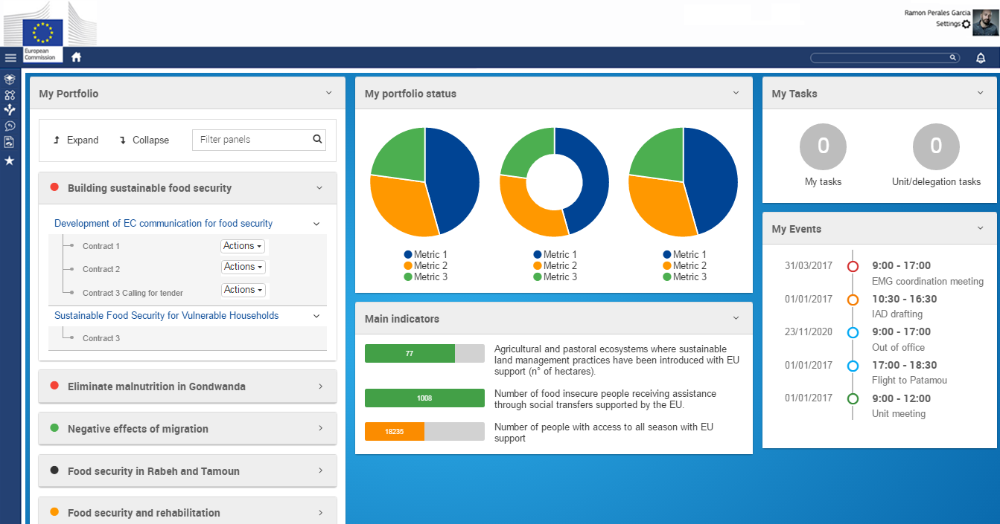 Ramon Perales Garcia
Settings
European
Commission
My Portfolio
Expand
Collapse
Filter panels
Building sustainable food security
Development of EC communication for food security
Contract 1
Actions
Contract 2
Actions
Contract 3 Calling for tender
Actions
Sustainable Food Security for Vulnerable Households
Contract 3
Eliminate malnutrition in Gondwanda
Negative effects of migration
Food security in Rabeh and Tamoun
Food security and rehabilitation
My portfolio status
Metric 1
Metric 2
Metric 3
Metric 1
Metric 2
Metric 3
Metric 1
Metric 2
Metric 3
Main indicators
77
Agricultural and pastoral ecosystems where sustainable
land management practices have been introduced with EU
support (n° of hectares).
1008
Number of food insecure people receiving assistance
through social transfers supported by the EU.
18235
Number of people with access to all season with EU
support
My Tasks
0
My tasks
0
Unit/delegation tasks
My Events
31/03/2017
9:00 - 17:00
EMG coordination meeting
01/01/2017
10:30 - 16:30
IAD drafting
23/11/2020
9:00 - 17:00
Out of office
01/01/2017
17:00 - 18:30
Flight to Patamou
01/01/2017
9:00 - 12:00
Unit meeting